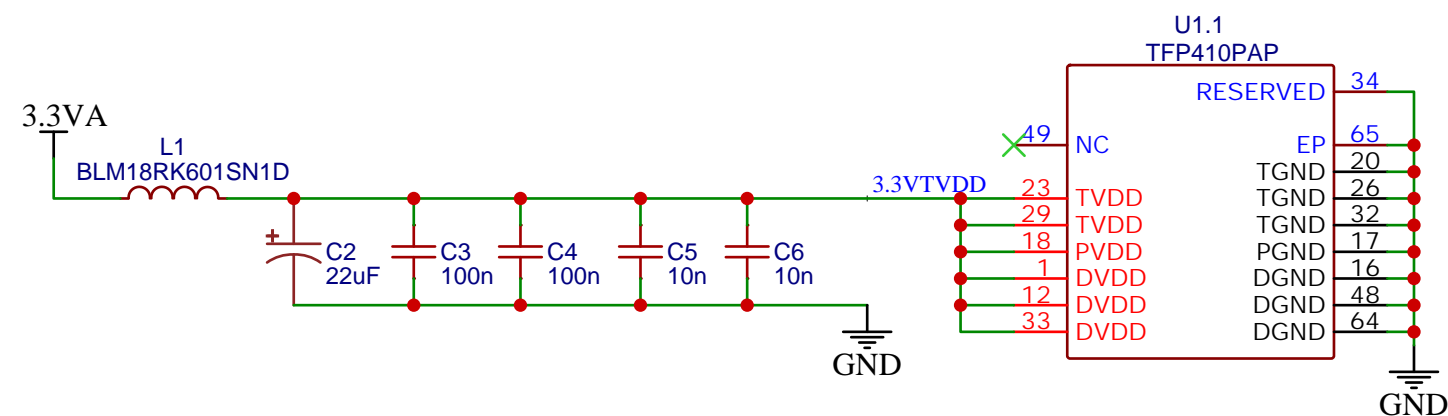 U1.1
TFP410PAP
3.3VA
L1
BLM18RK601SN1D
C2
22uF
C3
100n
C4
100n
C5
10n
C6
10n
GND
3.3VTVDD
49 NC
23 TVDD
29 TVDD
18 PVDD
1 DVDD
12 DVDD
33 DVDD
RESERVED 34
EP 65
TGND 20
TGND 26
TGND 32
PGND 17
DGND 16
DGND 48
DGND 64
GND